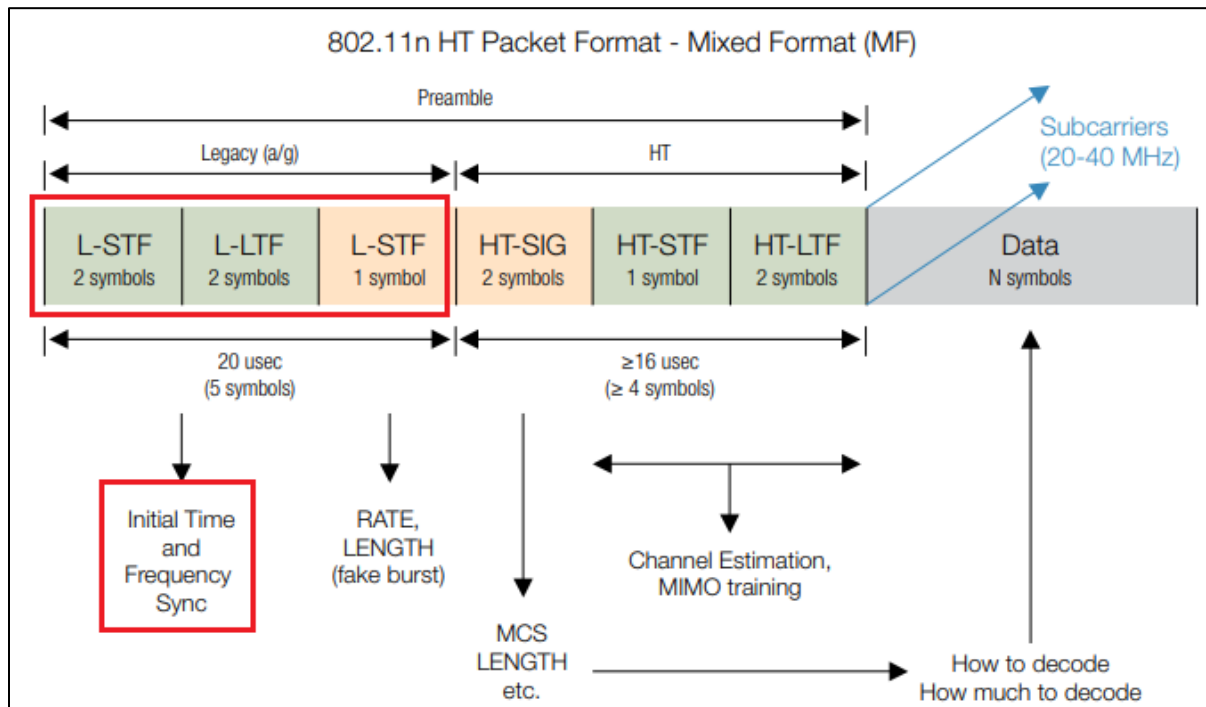 802.11n HT Packet Format - Mixed Format (MF)
Preamble
Subcarriers
(20-40 MHz)
Legacy (a/g)
HT
L-STF
2 symbols
L-LTF
2 symbols
L-STF
1 symbol
HT-SIG
2 symbols
HT-STF
1 symbol
HT-LTF
2 symbols
Data
N symbols
20 usec
(5 symbols)
≥16 usec
(≥ 4 symbols)
Initial Time
and
Frequency
Sync
RATE,
LENGTH
(fake burst)
Channel Estimation,
MIMO training
MCS
LENGTH
etc.
How to decode
How much to decode